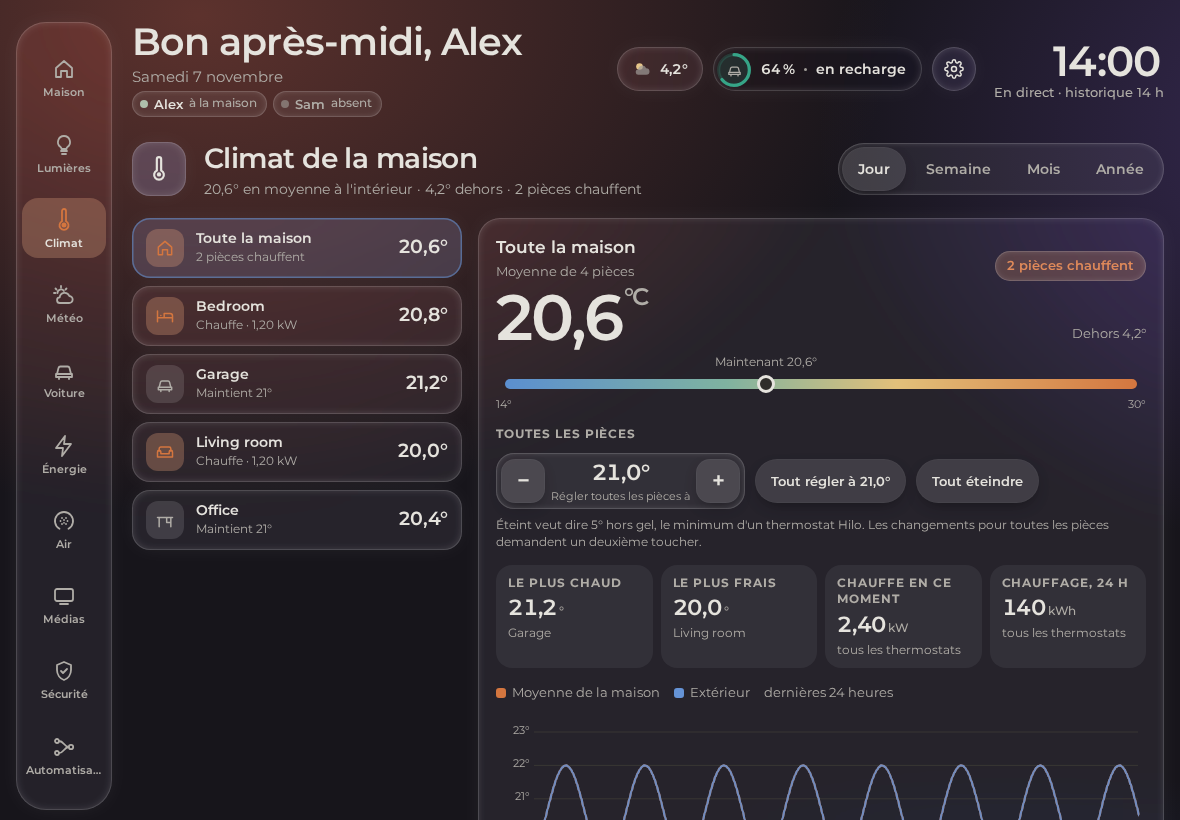 Maison
Lumières
Climat
Météo
Voiture
Énergie
Air
Médias
Sécurité
Automatisa...
Bon après-midi, Alex
Samedi 7 novembre
Alex à la maison
Sam absent
4,2°
64 % · en recharge
14:00
En direct · historique 14 h
Climat de la maison
20,6° en moyenne à l'intérieur · 4,2° dehors · 2 pièces chauffent
Jour
Semaine
Mois
Année
Toute la maison
2 pièces chauffent
20,6°
Bedroom
Chauffe · 1,20 kW
20,8°
Garage
Maintient 21°
21,2°
Living room
Chauffe · 1,20 kW
20,0°
Office
Maintient 21°
20,4°
Toute la maison
Moyenne de 4 pièces
20,6°C
2 pièces chauffent
Dehors 4,2°
Maintenant 20,6°
14°
30°
TOUTES LES PIÈCES
−
21,0°
Régler toutes les pièces à
+
Tout régler à 21,0°
Tout éteindre
Éteint veut dire 5° hors gel, le minimum d'un thermostat Hilo. Les changements pour toutes les pièces
demandent un deuxième toucher.
LE PLUS CHAUD
21,2°
Garage
LE PLUS FRAIS
20,0°
Living room
CHAUFFE EN CE
MOMENT
2,40 kW
tous les thermostats
CHAUFFAGE, 24 H
140 kWh
tous les thermostats
Moyenne de la maison
Extérieur
dernières 24 heures
23°
22°
21°